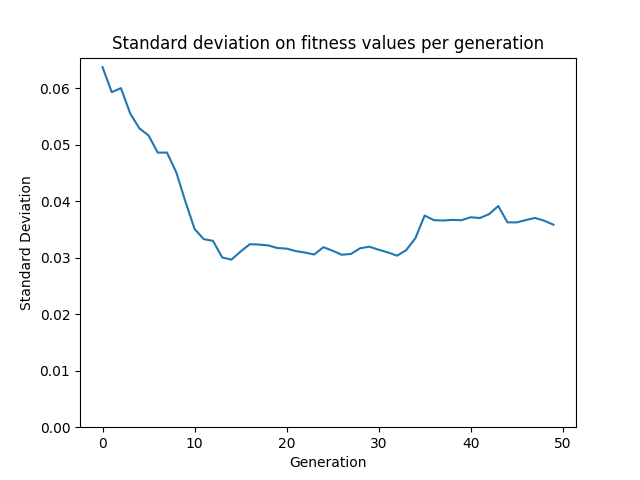 Standard deviation on fitness values per generation
0.06
0.05
0.04
0.03
0.02
0.01
0.00
Standard Deviation
0 10 20 30 40 50
Generation